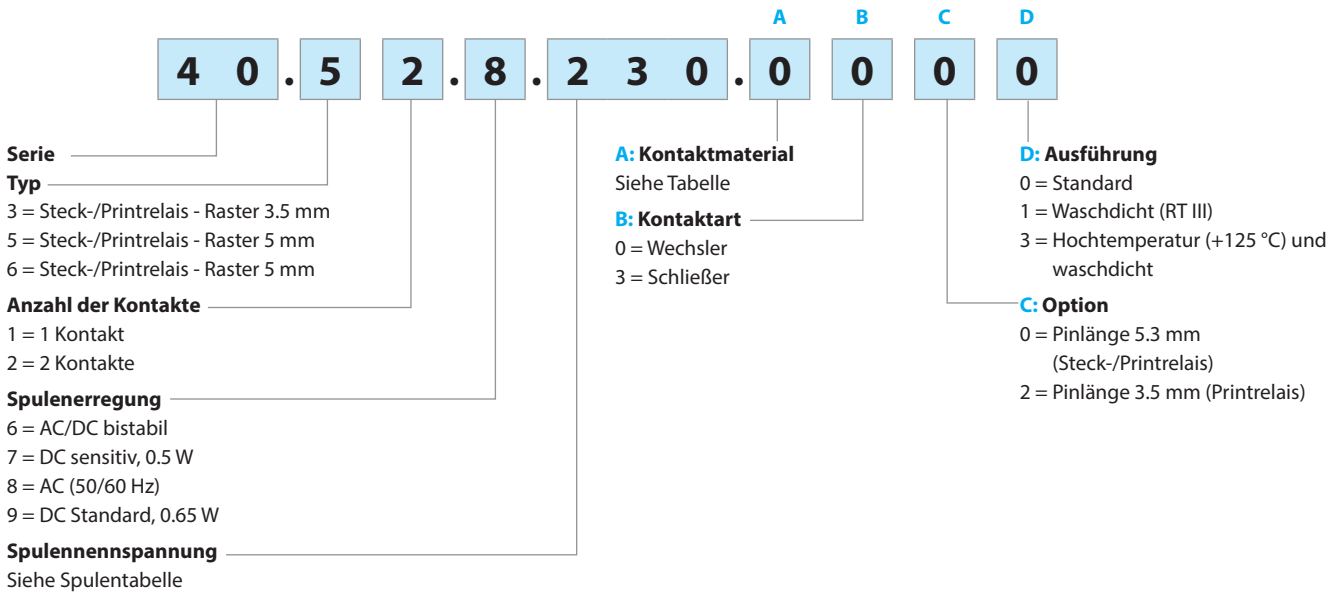 A B C D
4 0 . 5 2 . 8 . 2 3 0 . 0 0 0 0
Serie
Typ
3 = Steck-/Printrelais - Raster 3.5 mm
5 = Steck-/Printrelais - Raster 5 mm
6 = Steck-/Printrelais - Raster 5 mm
Anzahl der Kontakte
1 = 1 Kontakt
2 = 2 Kontakte
Spulenerregung
6 = AC/DC bistabil
7 = DC sensitiv, 0.5 W
8 = AC (50/60 Hz)
9 = DC Standard, 0.65 W
Spulennennspannung
Siehe Spulentabelle
A: Kontaktmaterial
Siehe Tabelle
B: Kontaktart
0 = Wechsler
3 = Schließer
D: Ausführung
0 = Standard
1 = Waschdicht (RT III)
3 = Hochtemperatur (+125 °C) und
waschdicht
C: Option
0 = Pinlänge 5.3 mm
(Steck-/Printrelais)
2 = Pinlänge 3.5 mm (Printrelais)